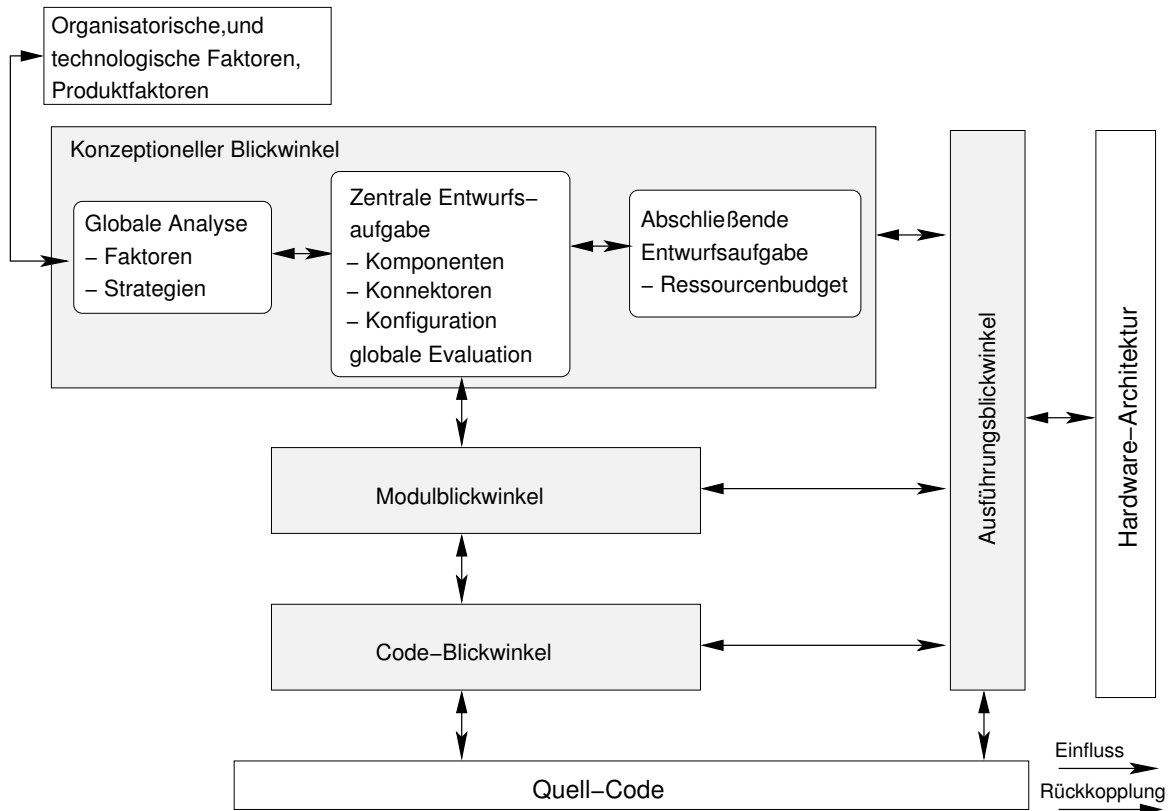 Organisatorische,und
technologische Faktoren,
Produktfaktoren
Konzeptioneller Blickwinkel
Globale Analyse
– Faktoren
– Strategien
Zentrale Entwurfs–
aufgabe
– Komponenten
– Konnektoren
– Konfiguration
globale Evaluation
Abschließende
Entwurfsaufgabe
– Ressourcenbudget
Ausführungsblickwinkel
Hardware–Architektur
Modulblickwinkel
Code–Blickwinkel
Quell–Code
Einfluss
Rückkopplung